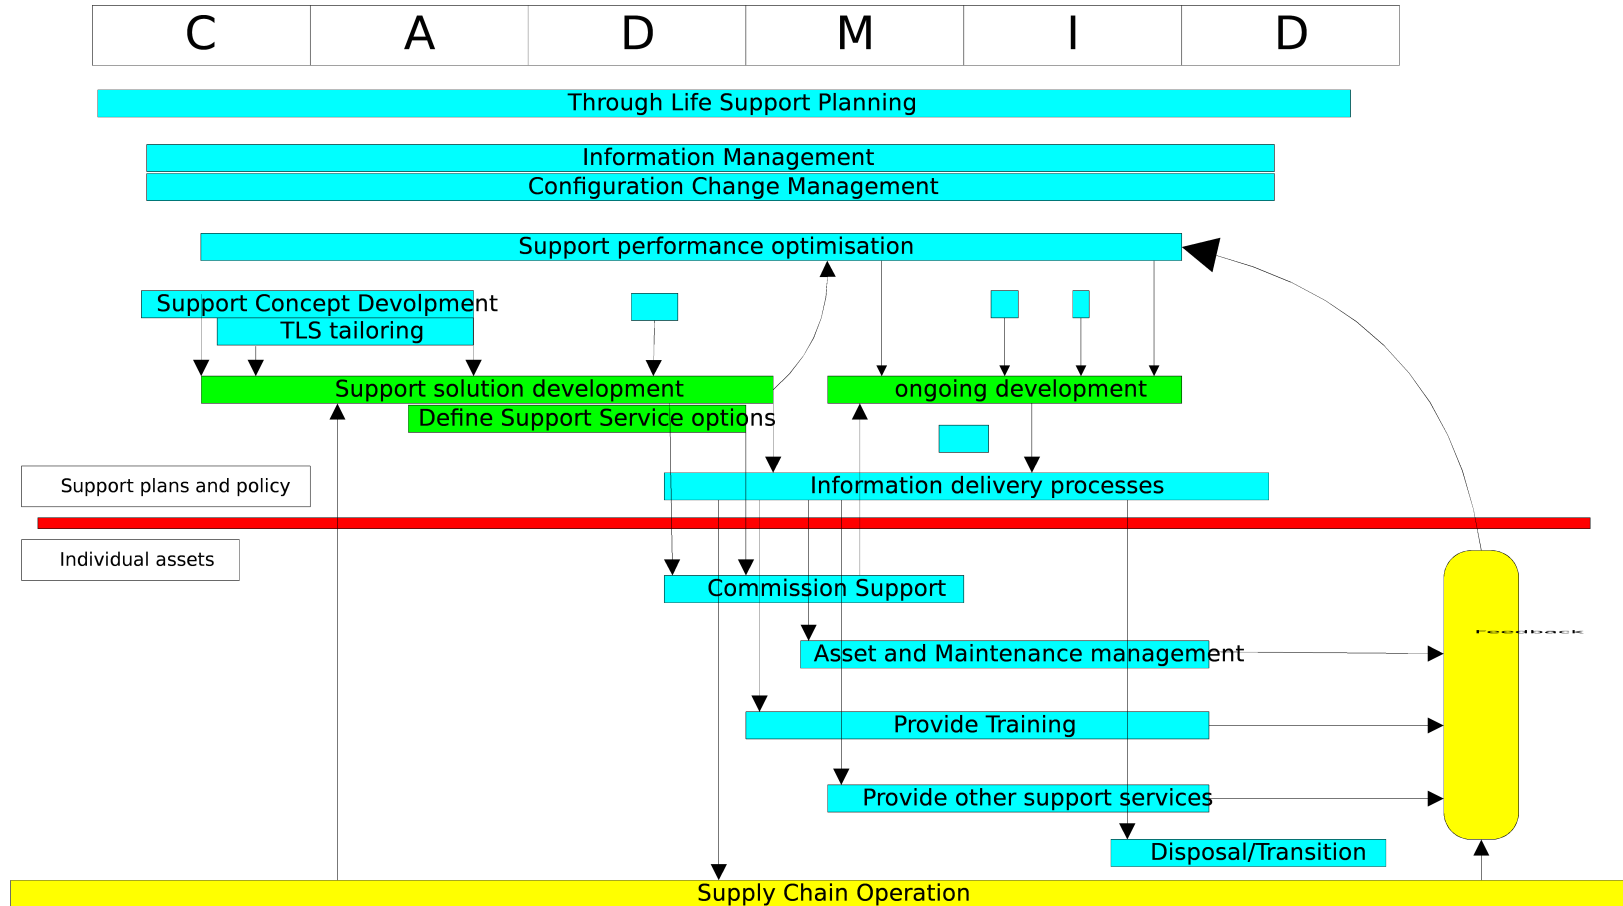 C A D M I D
Through Life Support Planning
Information Management
Configuration Change Management
Support performance optimisation
Support Concept Devolpment
TLS tailoring
Support solution development
ongoing development
Define Support Service options
Support plans and policy
Information delivery processes
Individual assets
Commission Support
Feedback
Asset and Maintenance management
Provide Training
Provide other support services
Disposal/Transition
Supply Chain Operation